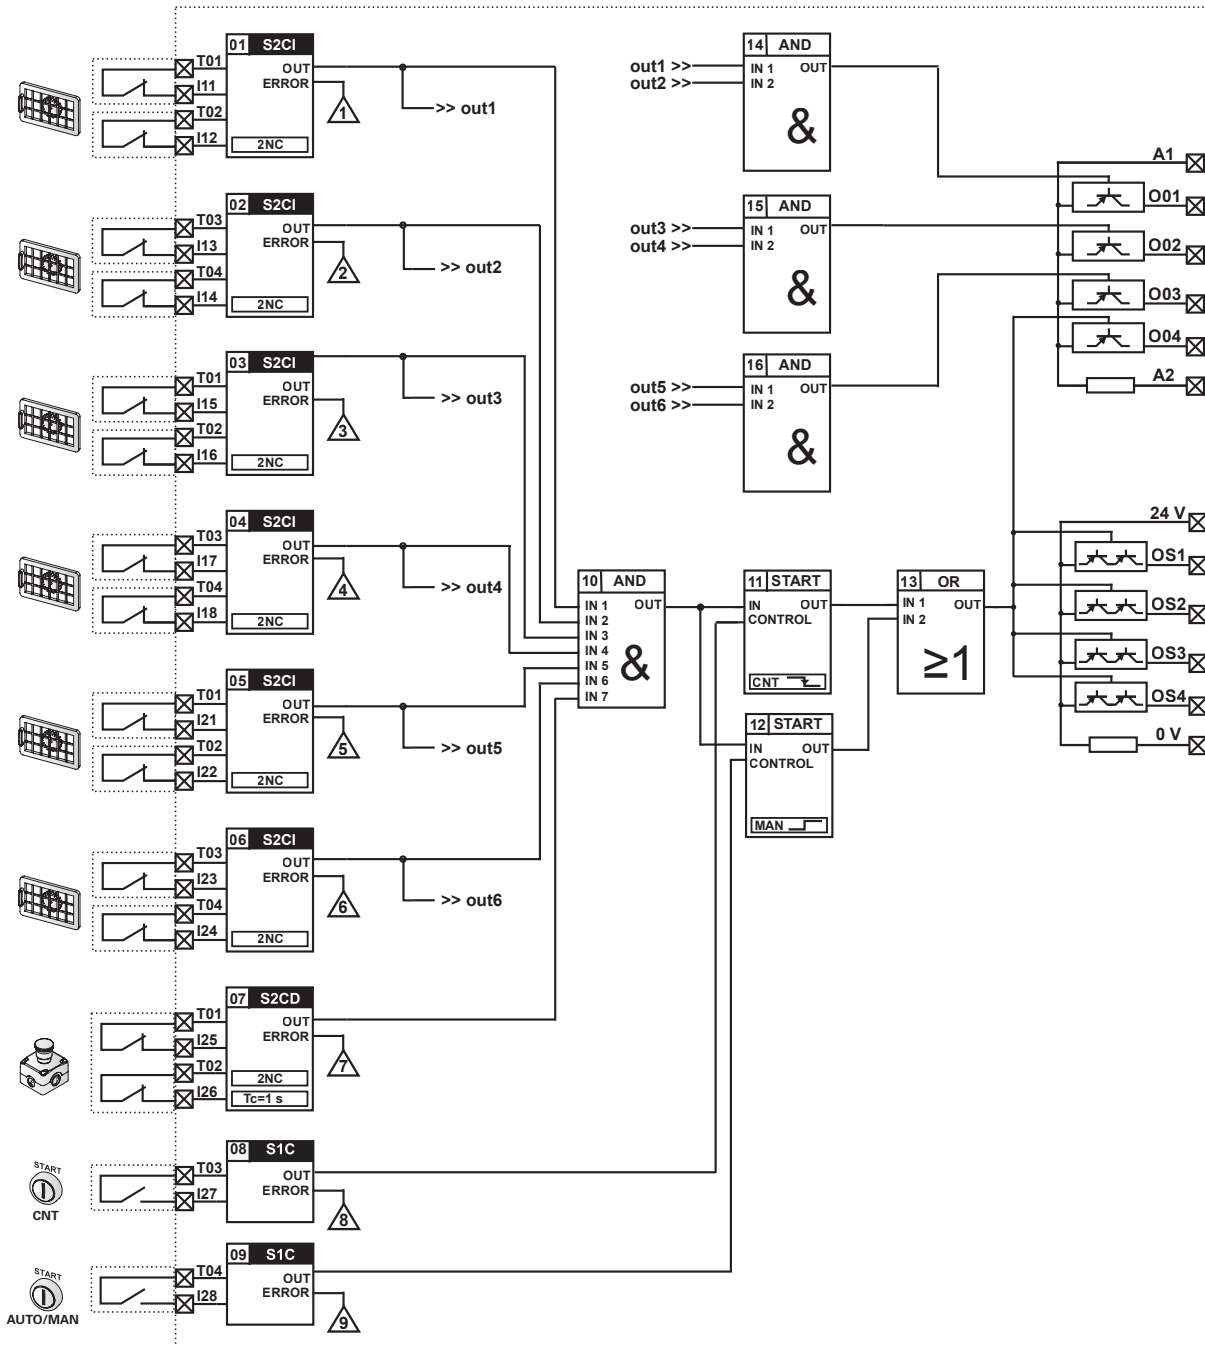 01 S2CI
T01
I11
T02
I12
OUT
ERROR
2NC
1
>> out1
02 S2CI
T03
I13
T04
I14
OUT
ERROR
2NC
2
>> out2
03 S2CI
T01
I15
T02
I16
OUT
ERROR
2NC
3
>> out3
04 S2CI
T03
I17
T04
I18
OUT
ERROR
2NC
4
>> out4
05 S2CI
T01
I21
T02
I22
OUT
ERROR
2NC
5
>> out5
06 S2CI
T03
I23
T04
I24
OUT
ERROR
2NC
6
>> out6
07 S2CD
T01
I25
T02
I26
OUT
ERROR
2NC
Tc=1 s
7
START
CNT
08 S1C
T03
I27
OUT
ERROR
8
START
AUTO/MAN
09 S1C
T04
I28
OUT
ERROR
9
10 AND
IN 1 OUT
IN 2
IN 3
IN 4
IN 5
IN 6
IN 7
&
11 START
IN OUT
CONTROL
CNT
12 START
IN OUT
CONTROL
MAN
13 OR
IN 1 OUT
IN 2
≥1
14 AND
out1 >> IN 1 OUT
out2 >> IN 2
&
15 AND
out3 >> IN 1 OUT
out4 >> IN 2
&
16 AND
out5 >> IN 1 OUT
out6 >> IN 2
&
A1
O01
O02
O03
O04
A2
24 V
OS1
OS2
OS3
OS4
0 V